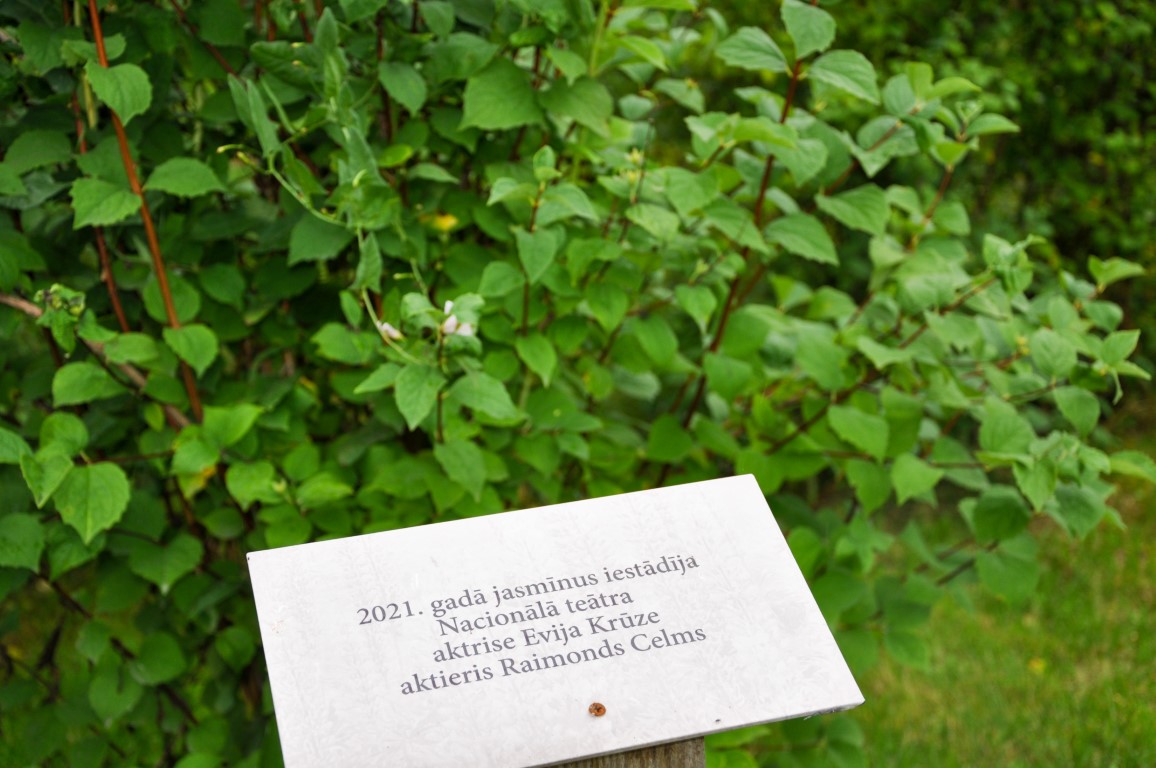 2021. gadā jasmīnus iestādīja
Nacionālā teātra
aktrise Evija Krūze
aktieris Raimonds Celms